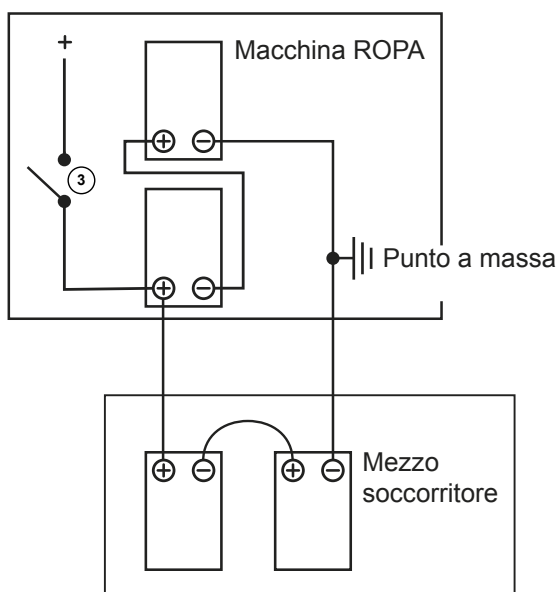 +
Macchina ROPA
+ −
3
Punto a massa
+ −
+ − + −
Mezzo
soccorritore